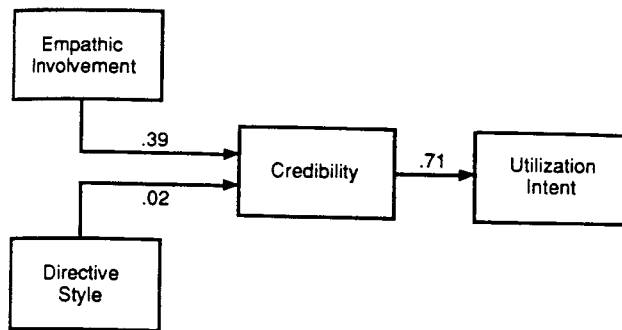 Empathic
Involvement
.39
Credibility
.71
Utilization
Intent
.02
Directive
Style